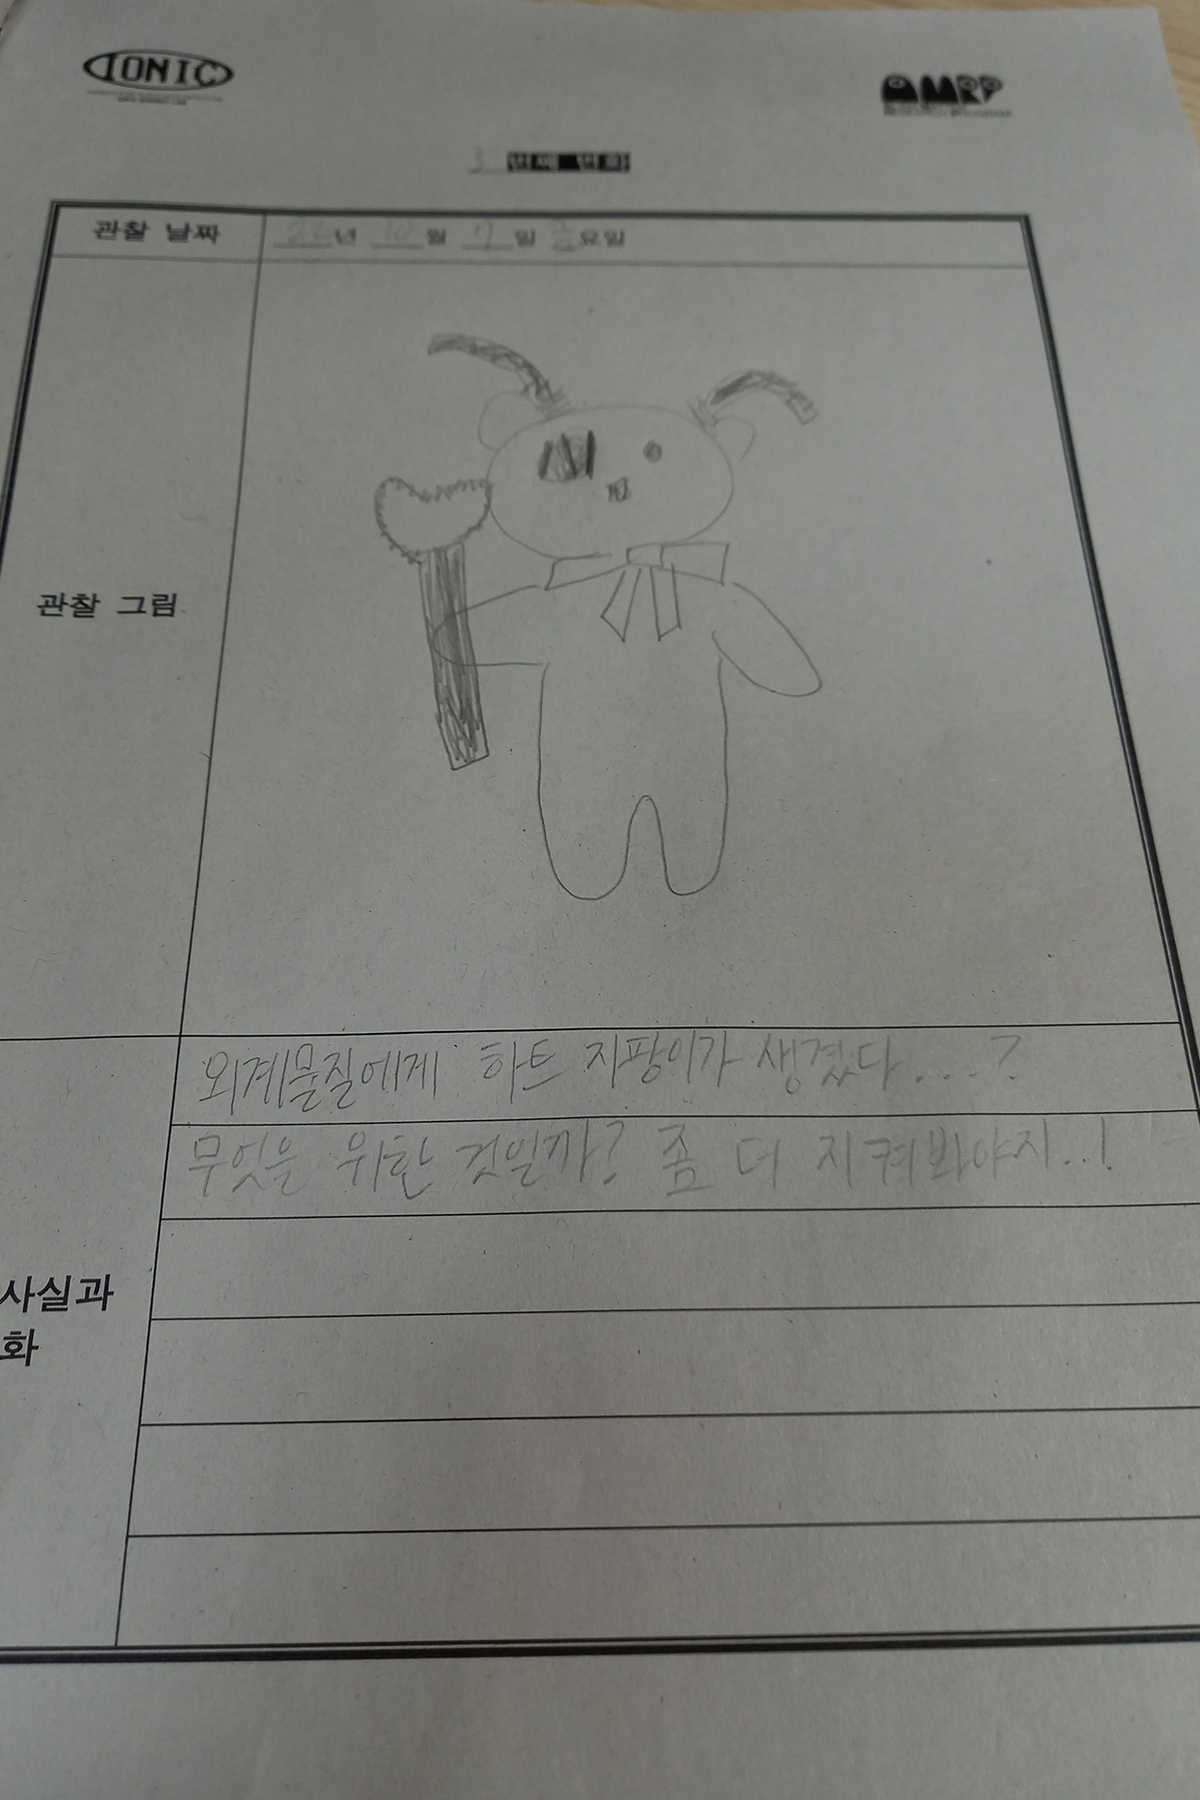 IONIC
AMRP
3 번째 변화
관찰 날짜
22년 10월 7일 금요일
관찰 그림
외계물질에게 하트 지팡이가 생겼다....?
무엇을 위한 것일까? 좀 더 지켜봐야지..!
사실과
화